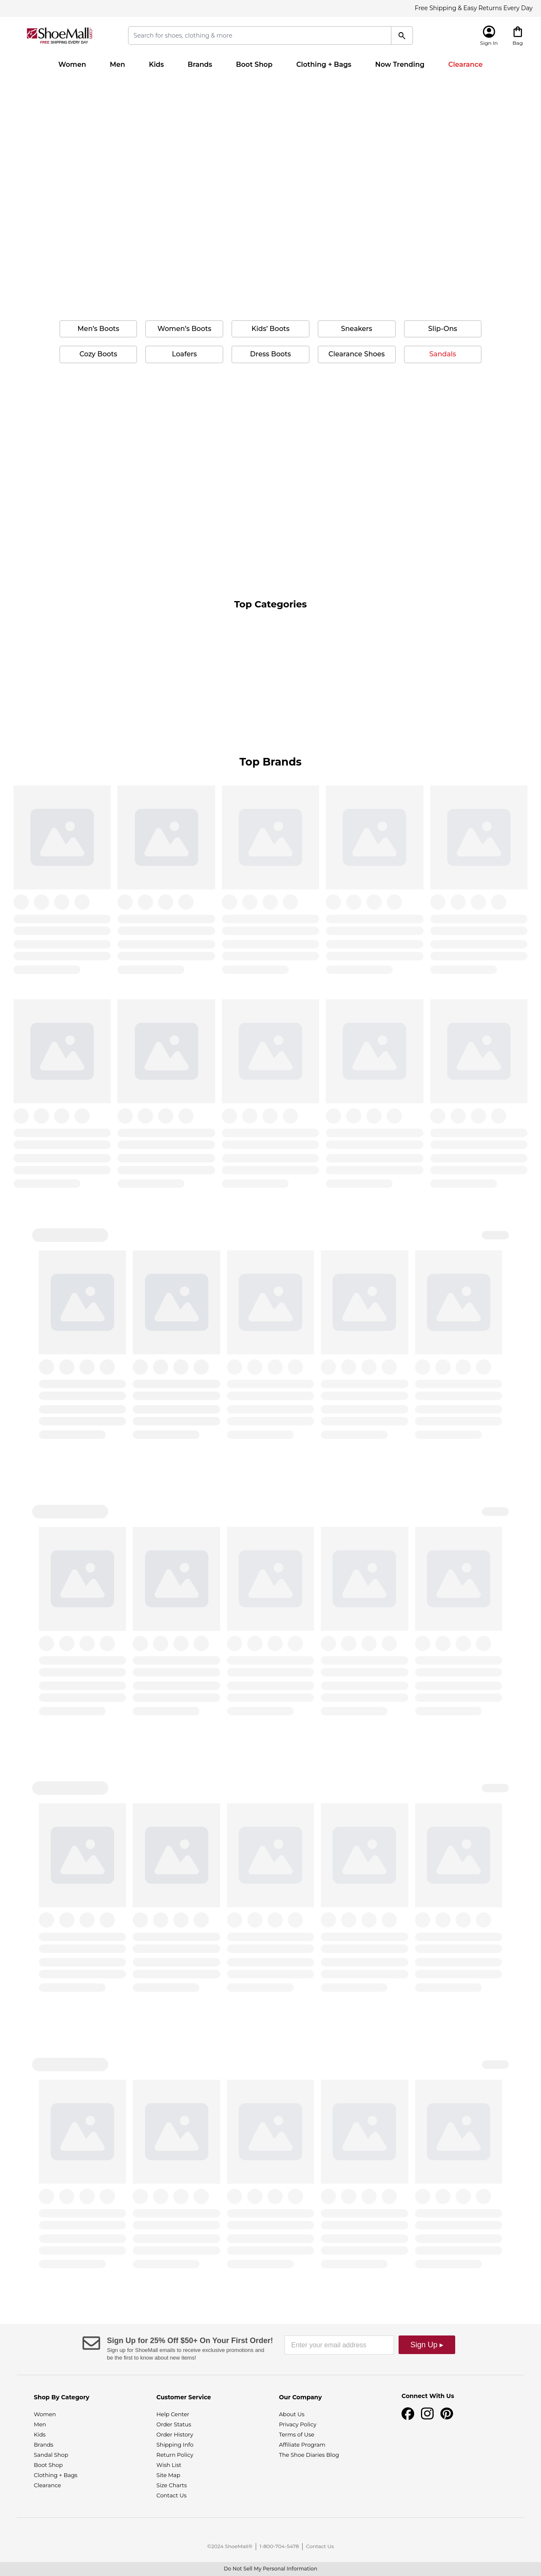 Free Shipping & Easy Returns Every Day
ShoeMall
FREE SHIPPING EVERY DAY
Search for shoes, clothing & more
Sign In
Bag
Women Men Kids Brands Boot Shop Clothing + Bags Now Trending Clearance
Men's Boots Women's Boots Kids' Boots Sneakers Slip-Ons
Cozy Boots Loafers Dress Boots Clearance Shoes Sandals
Top Categories
Top Brands
Sign Up for 25% Off $50+ On Your First Order!
Sign up for ShoeMall emails to receive exclusive promotions and
be the first to know about new items!
Enter your email address
Sign Up ▸
Shop By Category
Women
Men
Kids
Brands
Sandal Shop
Boot Shop
Clothing + Bags
Clearance
Customer Service
Help Center
Order Status
Order History
Shipping Info
Return Policy
Wish List
Site Map
Size Charts
Contact Us
Our Company
About Us
Privacy Policy
Terms of Use
Affiliate Program
The Shoe Diaries Blog
Connect With Us
©2024 ShoeMall® | 1-800-704-5478 | Contact Us
Do Not Sell My Personal Information